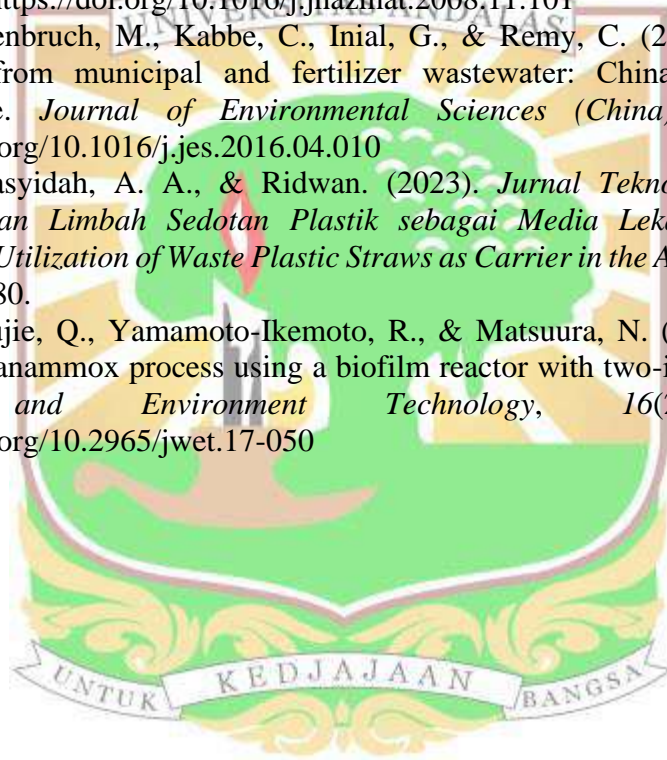 https://doi.org/10.1016/j.jhazmat.2008.11.101
UNIVERSITAS ANDALAS
enbruch, M., Kabbe, C., Inial, G., & Remy, C. (2
from municipal and fertilizer wastewater: China
e. Journal of Environmental Sciences (China)
org/10.1016/j.jes.2016.04.010
asyidah, A. A., & Ridwan. (2023). Jurnal Tekno
an Limbah Sedotan Plastik sebagai Media Leka
Utilization of Waste Plastic Straws as Carrier in the A
80.
ujie, Q., Yamamoto-Ikemoto, R., & Matsuura, N. (
anammox process using a biofilm reactor with two-i
and Environment Technology, 16(2
org/10.2965/jwet.17-050
UNTUK KEDJAJAAN BANGSA